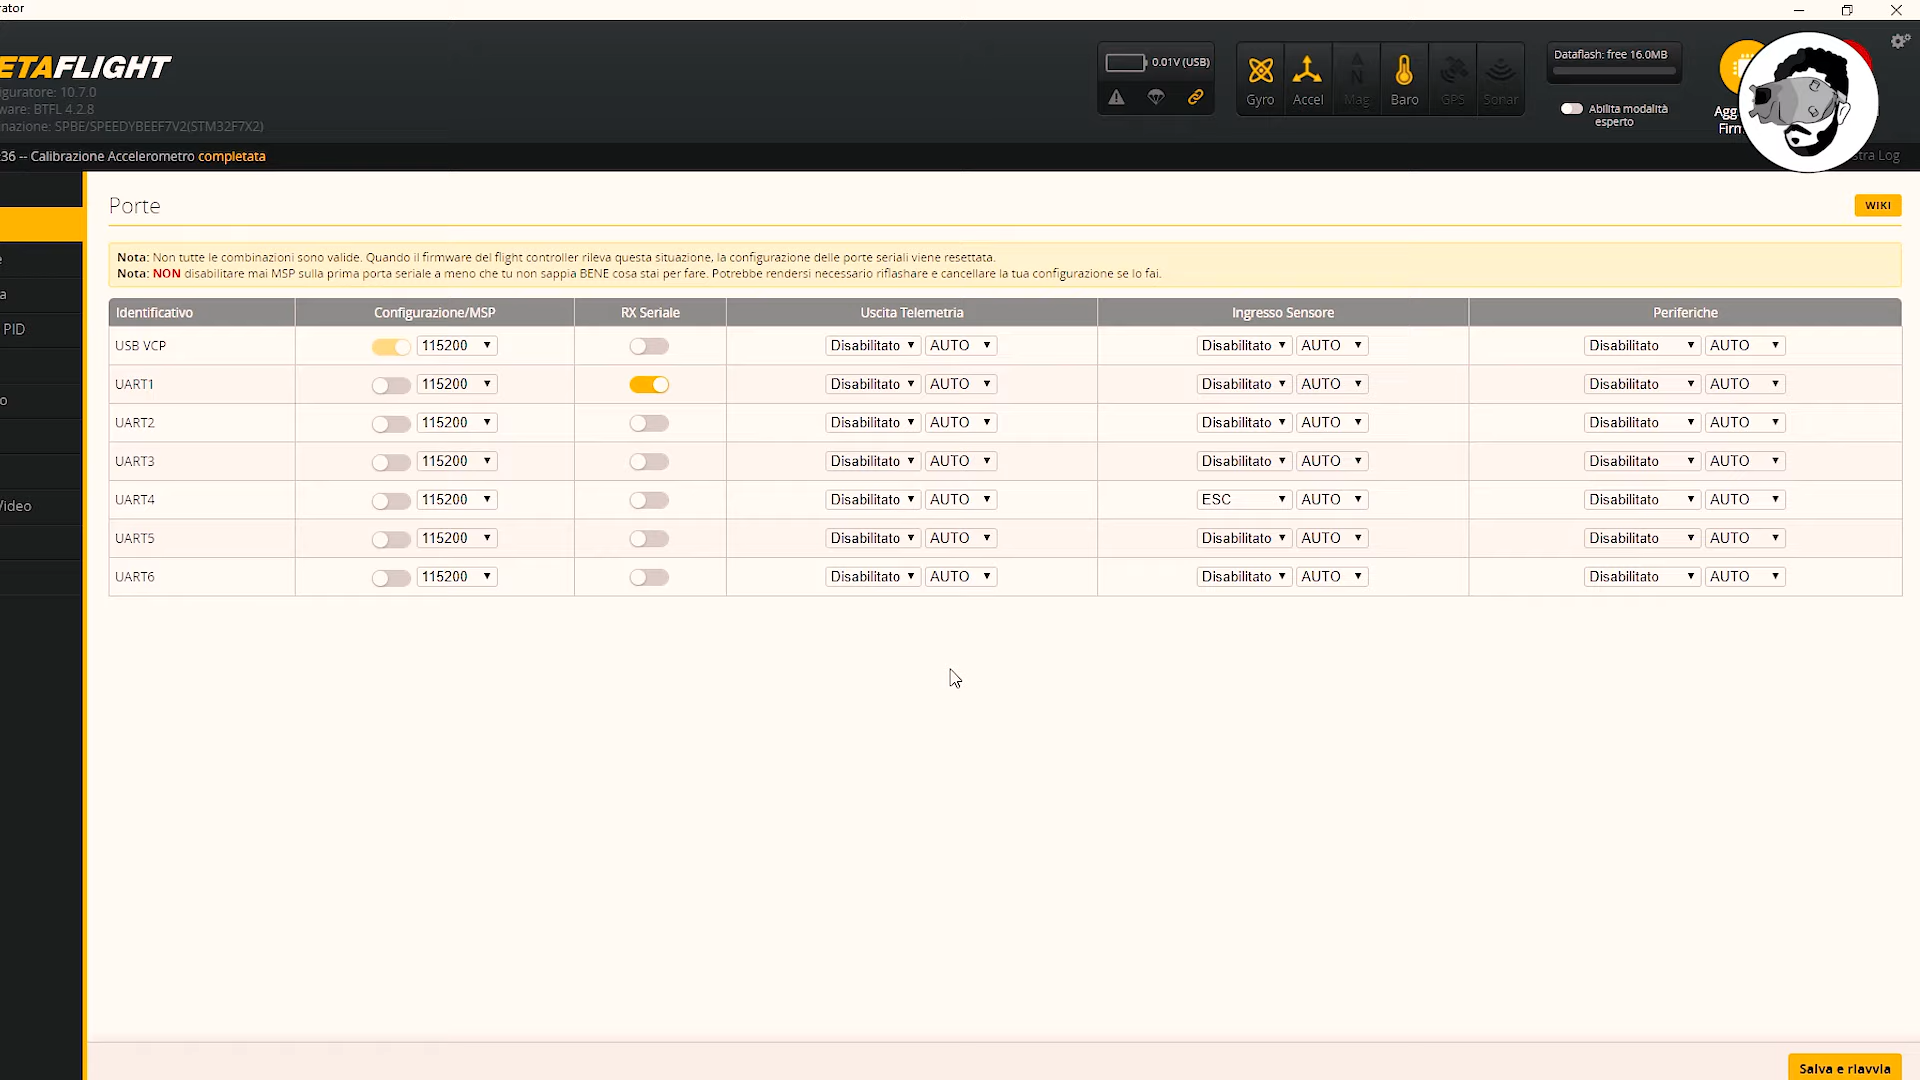 rator
ETAFLIGHT
iguratore: 10.7.0
ware: BTFL 4.2.8
inazione: SPBE/SPEEDYBEEF7V2(STM32F7X2)
0.01V (USB)
Gyro
Accel
Mag
Baro
GPS
Sonar
Dataflash: free 16.0MB
Abilita modalità
esperto
Agg
Firm
:36 -- Calibrazione Accelerometro completata
stra Log
e
a
PID
o
Video
Porte
WIKI
Nota: Non tutte le combinazioni sono valide. Quando il firmware del flight controller rileva questa situazione, la configurazione delle porte seriali viene resettata.
Nota: NON disabilitare mai MSP sulla prima porta seriale a meno che tu non sappia BENE cosa stai per fare. Potrebbe rendersi necessario riflashare e cancellare la tua configurazione se lo fai.
Identificativo Configurazione/MSP RX Seriale Uscita Telemetria Ingresso Sensore Periferiche
USB VCP 115200 Disabilitato AUTO Disabilitato AUTO Disabilitato AUTO
UART1 115200 Disabilitato AUTO Disabilitato AUTO Disabilitato AUTO
UART2 115200 Disabilitato AUTO Disabilitato AUTO Disabilitato AUTO
UART3 115200 Disabilitato AUTO Disabilitato AUTO Disabilitato AUTO
UART4 115200 Disabilitato AUTO ESC AUTO Disabilitato AUTO
UART5 115200 Disabilitato AUTO Disabilitato AUTO Disabilitato AUTO
UART6 115200 Disabilitato AUTO Disabilitato AUTO Disabilitato AUTO
Salva e riavvia